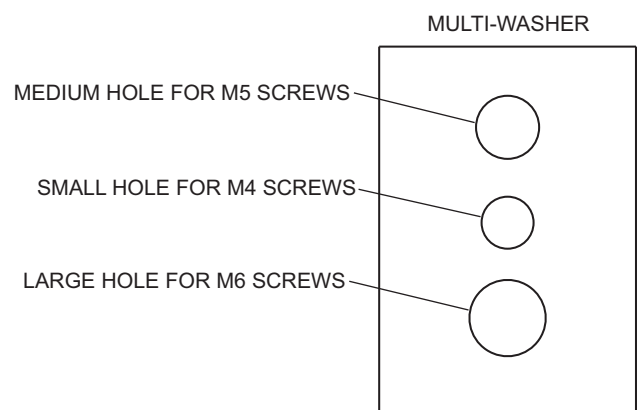 MULTI-WASHER
MEDIUM HOLE FOR M5 SCREWS
SMALL HOLE FOR M4 SCREWS
LARGE HOLE FOR M6 SCREWS